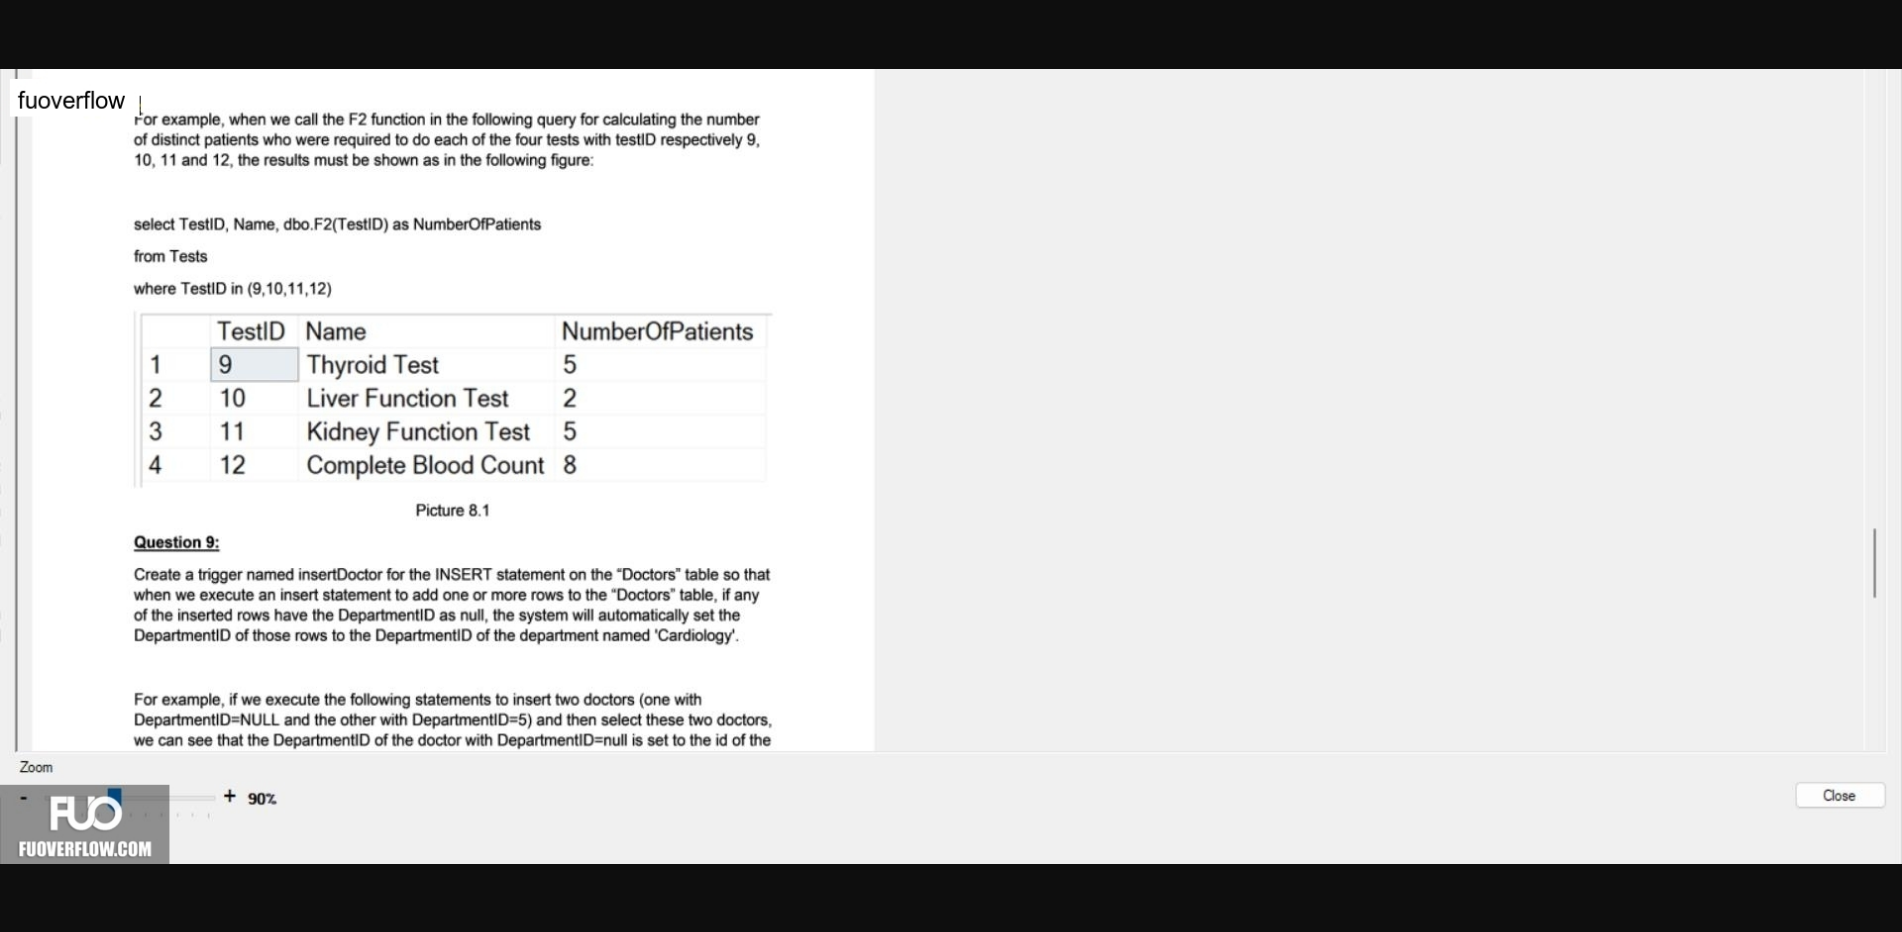 fuoverflow
For example, when we call the F2 function in the following query for calculating the number
of distinct patients who were required to do each of the four tests with testID respectively 9,
10, 11 and 12, the results must be shown as in the following figure:
select TestID, Name, dbo.F2(TestID) as NumberOfPatients
from Tests
where TestID in (9,10,11,12)
TestID Name NumberOfPatients
1 9 Thyroid Test 5
2 10 Liver Function Test 2
3 11 Kidney Function Test 5
4 12 Complete Blood Count 8
Picture 8.1
Question 9:
Create a trigger named insertDoctor for the INSERT statement on the “Doctors” table so that
when we execute an insert statement to add one or more rows to the “Doctors” table, if any
of the inserted rows have the DepartmentID as null, the system will automatically set the
DepartmentID of those rows to the DepartmentID of the department named 'Cardiology'.
For example, if we execute the following statements to insert two doctors (one with
DepartmentID=NULL and the other with DepartmentID=5) and then select these two doctors,
we can see that the DepartmentID of the doctor with DepartmentID=null is set to the id of the
Zoom
- + 90%
Close
FUO
FUOVERFLOW.COM